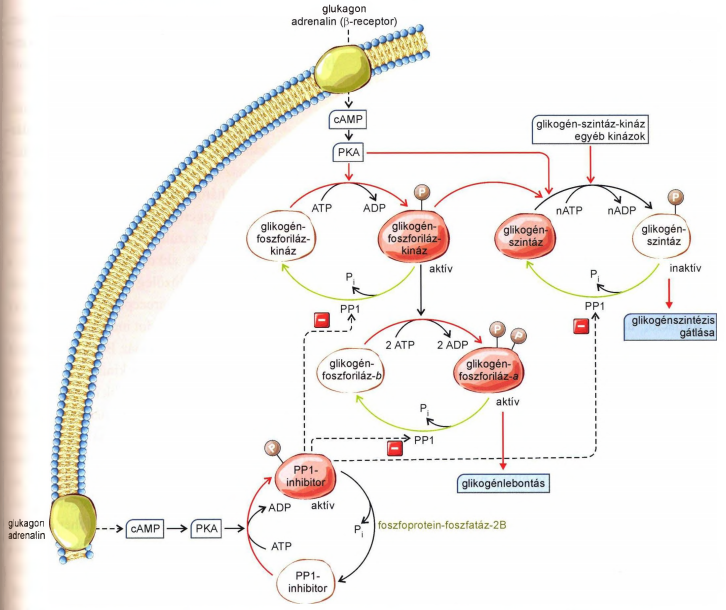 glukagon
adrenalin (β-receptor)
cAMP
PKA
glikogén-szintáz-kináz
egyéb kinázok
ATP
ADP
glikogén-
foszforiláz-
kináz
P
glikogén-
foszforiláz-
kináz
aktív
Pi
PP1
glikogén-
szintáz
nATP
nADP
P
glikogén-
szintáz
inaktív
Pi
PP1
glikogénszintézis
gátlása
2 ATP
2 ADP
glikogén-
foszforiláz-b
P
P
glikogén-
foszforiláz-a
aktív
Pi
PP1
glikogénlebontás
P
PP1-
inhibitor
aktív
ADP
ATP
Pi
foszfoprotein-foszfatáz-2B
PP1-
inhibitor
glukagon
adrenalin
cAMP
PKA